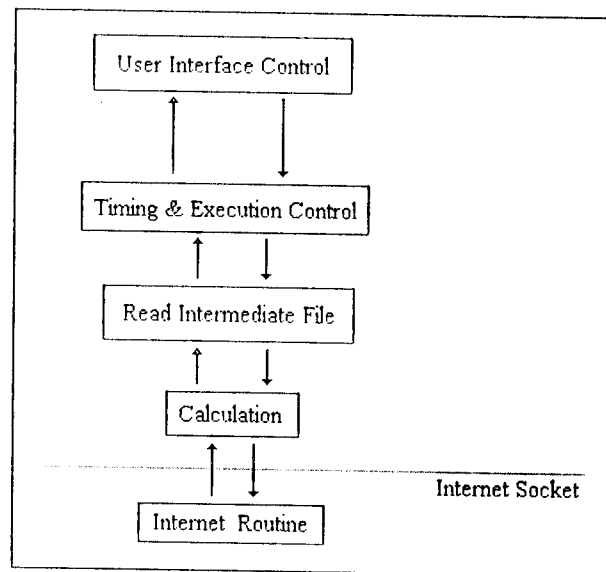 User Interface Control
Timing & Execution Control
Read Intermediate File
Calculation
Internet Socket
Internet Routine